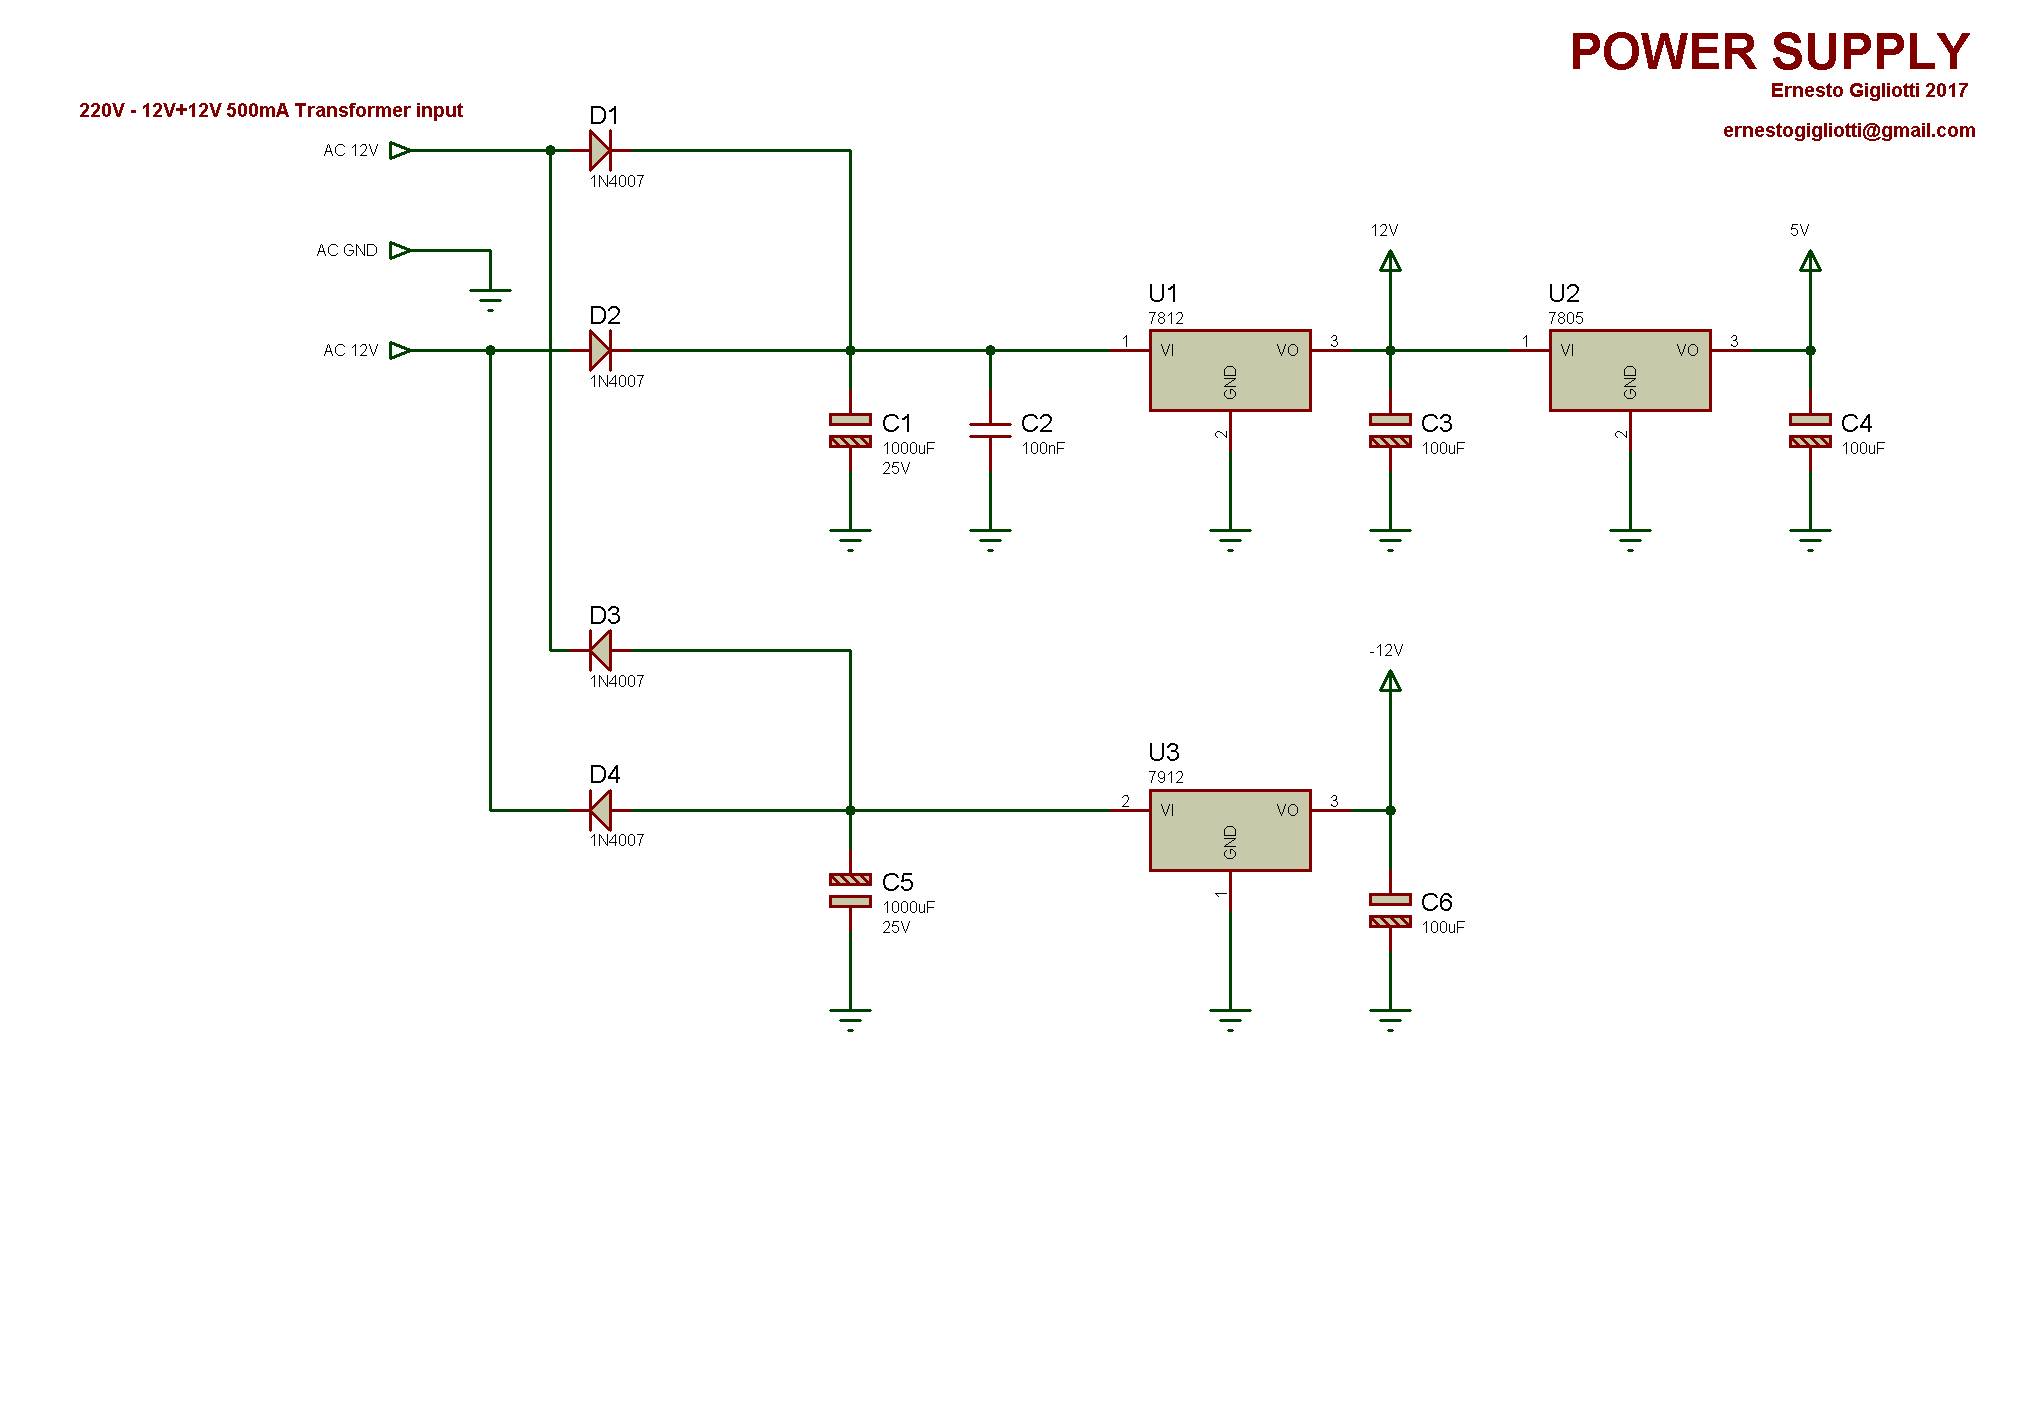 POWER SUPPLY
Ernesto Gigliotti 2017
ernestogigliotti@gmail.com
220V - 12V+12V 500mA Transformer input
AC 12V
D1
1N4007
AC GND
AC 12V
D2
1N4007
12V
5V
U1
7812
1
VI
VO
3
GND
2
U2
7805
1
VI
VO
3
GND
2
C1
1000uF
25V
C2
100nF
C3
100uF
C4
100uF
D3
1N4007
-12V
D4
1N4007
U3
7912
2
VI
VO
3
GND
1
C5
1000uF
25V
C6
100uF